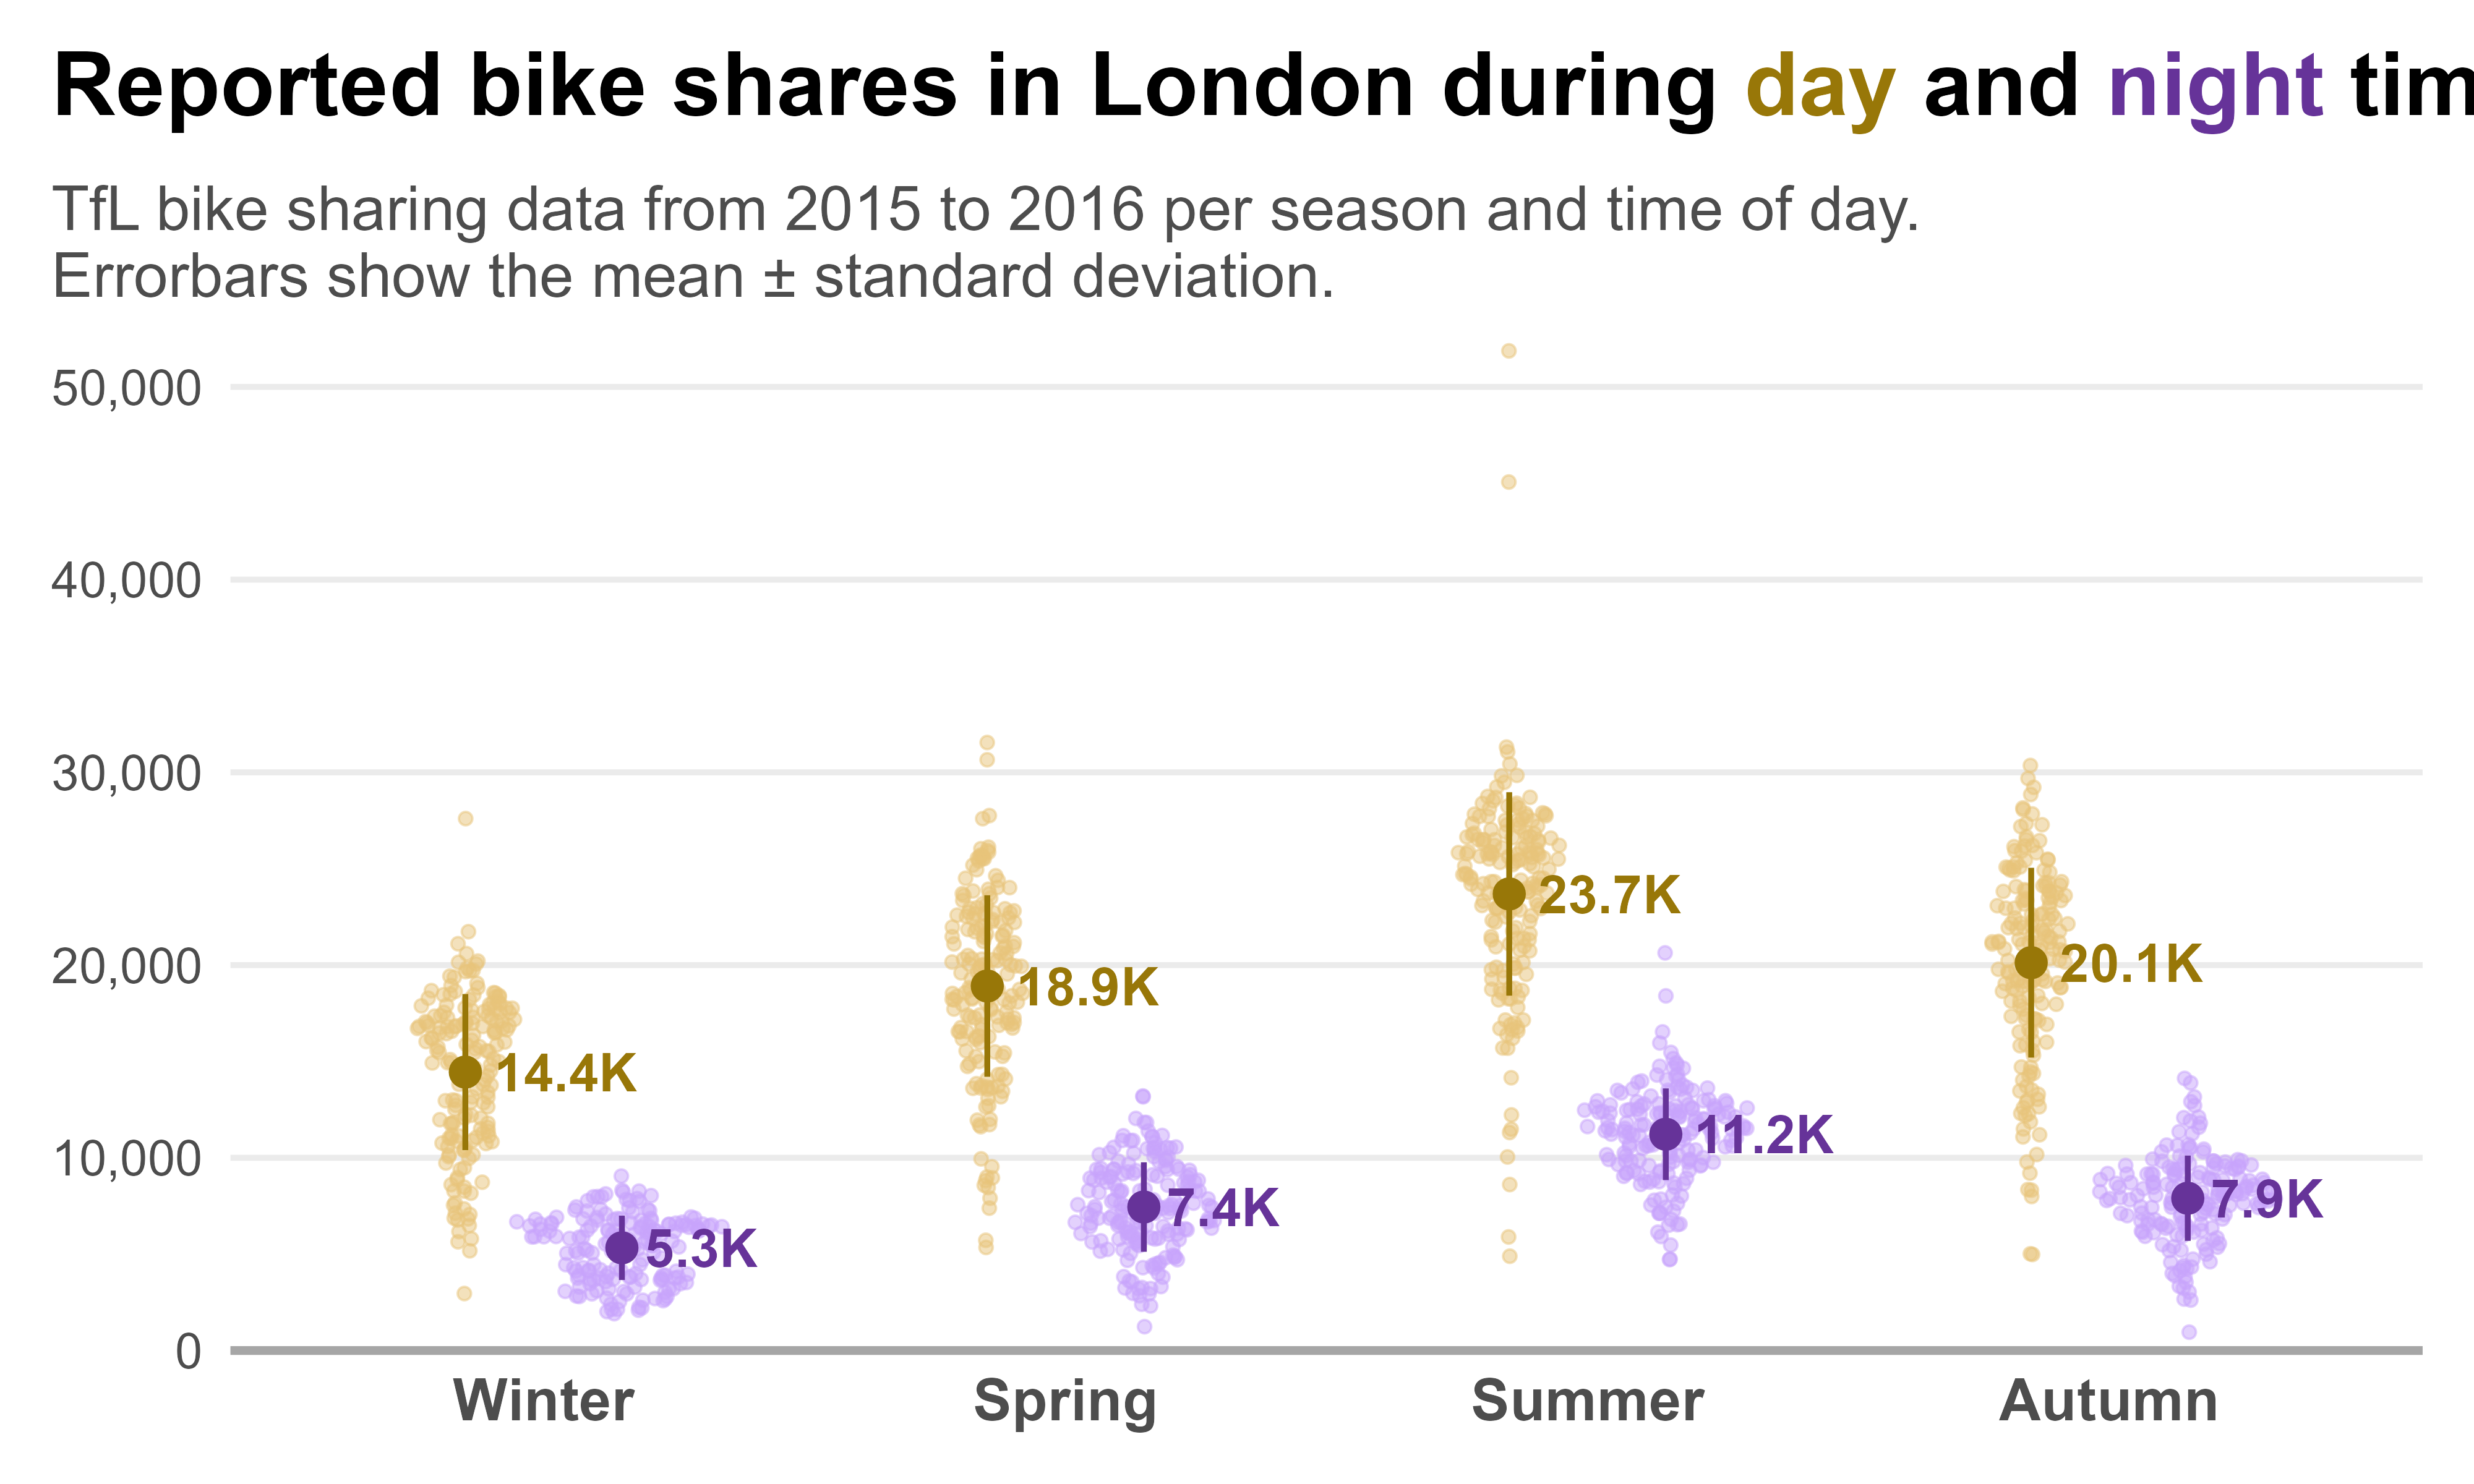 Reported bike shares in London during day and night tim
TfL bike sharing data from 2015 to 2016 per season and time of day.
Errorbars show the mean ± standard deviation.
50,000
40,000
30,000
20,000
10,000
0
14.4K
5.3K
18.9K
7.4K
23.7K
11.2K
20.1K
7.9K
Winter
Spring
Summer
Autumn